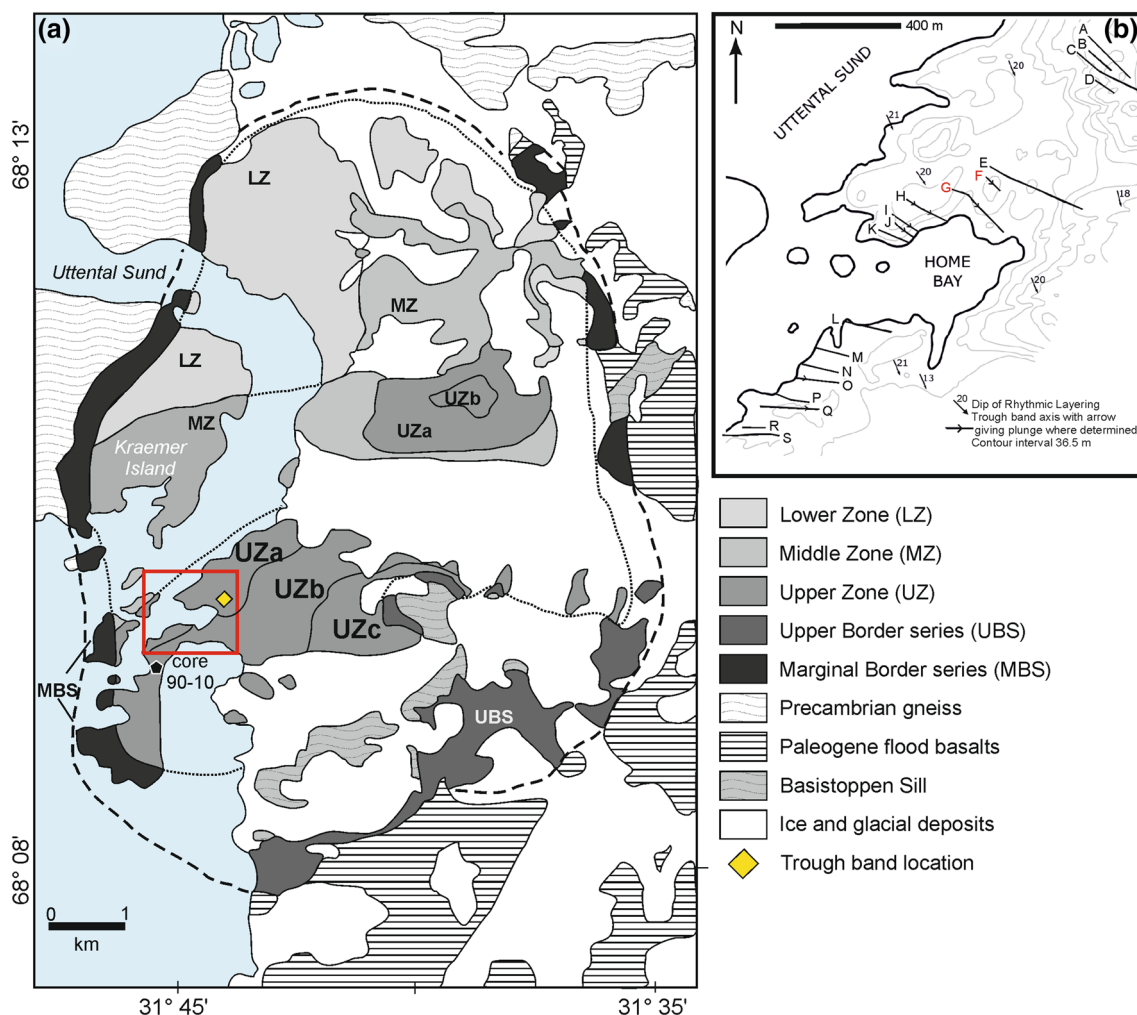 (a)
68° 13'
68° 08'
31° 45'
31° 35'
LZ
Uttental Sund
MZ
LZ
UZb
UZa
MZ
Kraemer
Island
UZa
UZb
UZc
core
90-10
MBS
UBS
0 1
km
(b)
400 m
N
UTTENTAL SUND
A
B
C
D
20
21
E
F
20
G
18
H
I
J
K
HOME
BAY
20
L
M
21
N
13
O
P
Q
R
S
20 Dip of Rhythmic Layering
Trough band axis with arrow
giving plunge where determined
Contour interval 36.5 m
Lower Zone (LZ)
Middle Zone (MZ)
Upper Zone (UZ)
Upper Border series (UBS)
Marginal Border series (MBS)
Precambrian gneiss
Paleogene flood basalts
Basistoppen Sill
Ice and glacial deposits
Trough band location